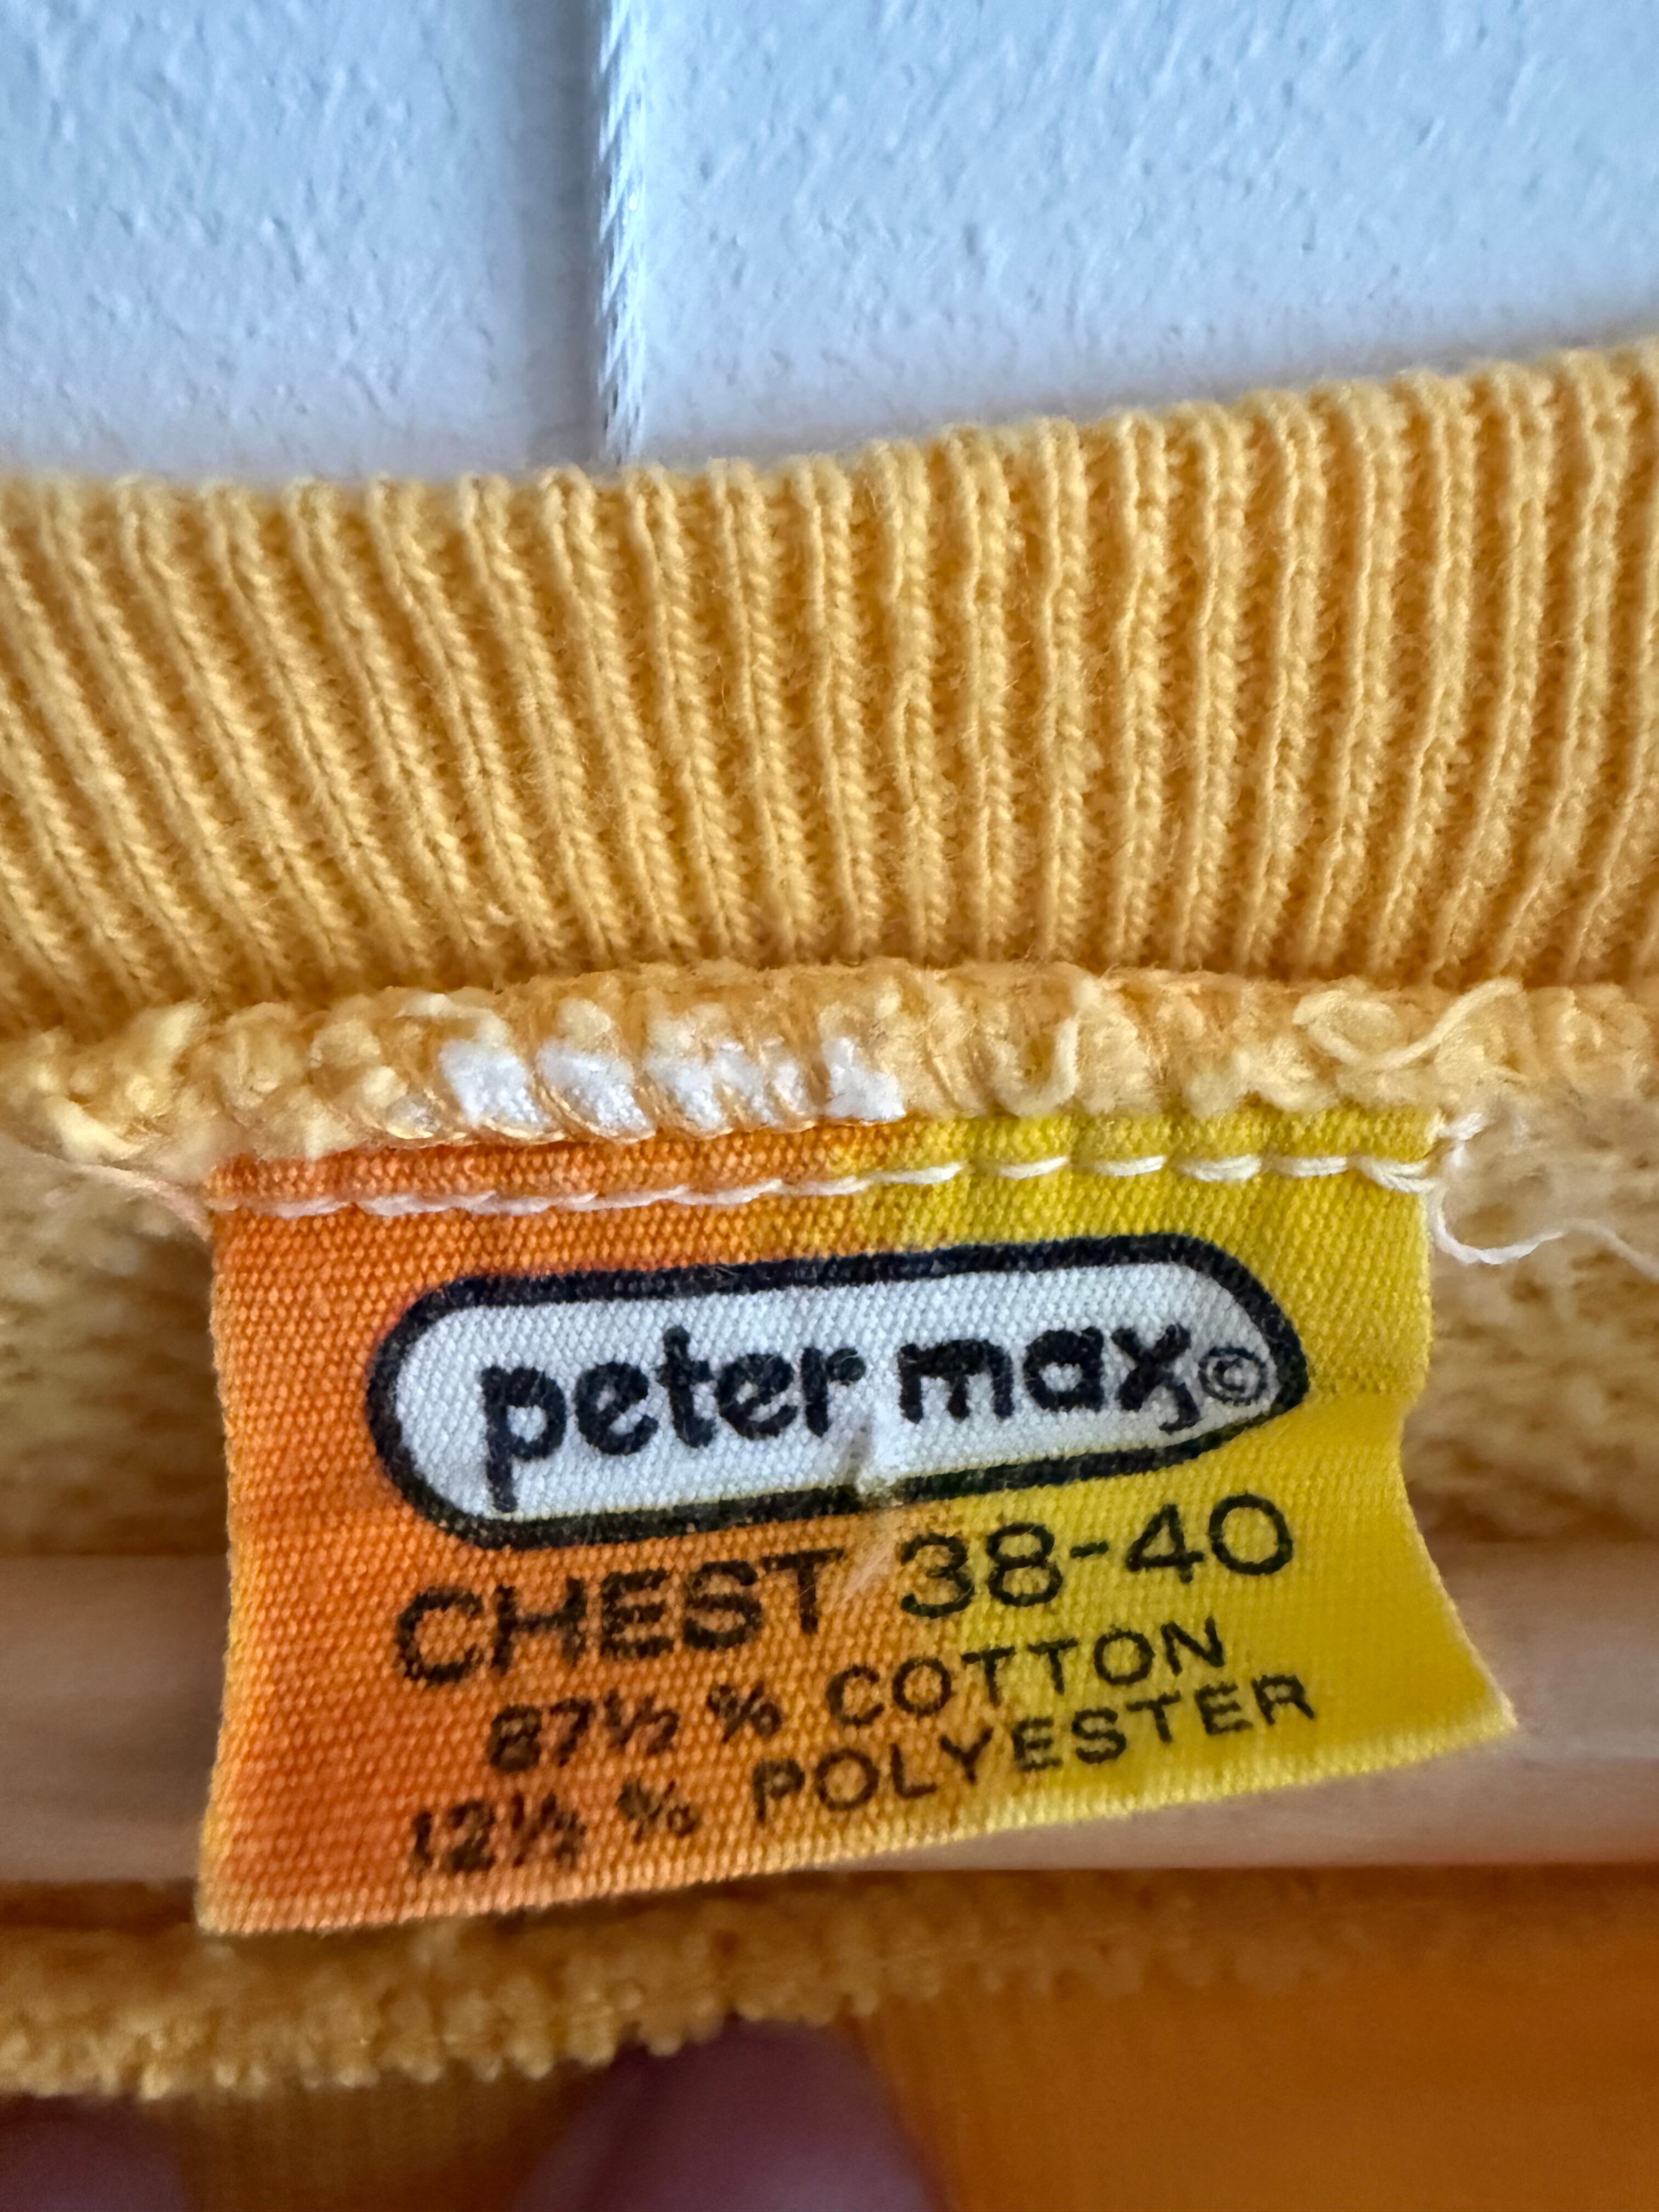 peter max ©
CHEST 38-40
87½ % COTTON
12½ % POLYESTER